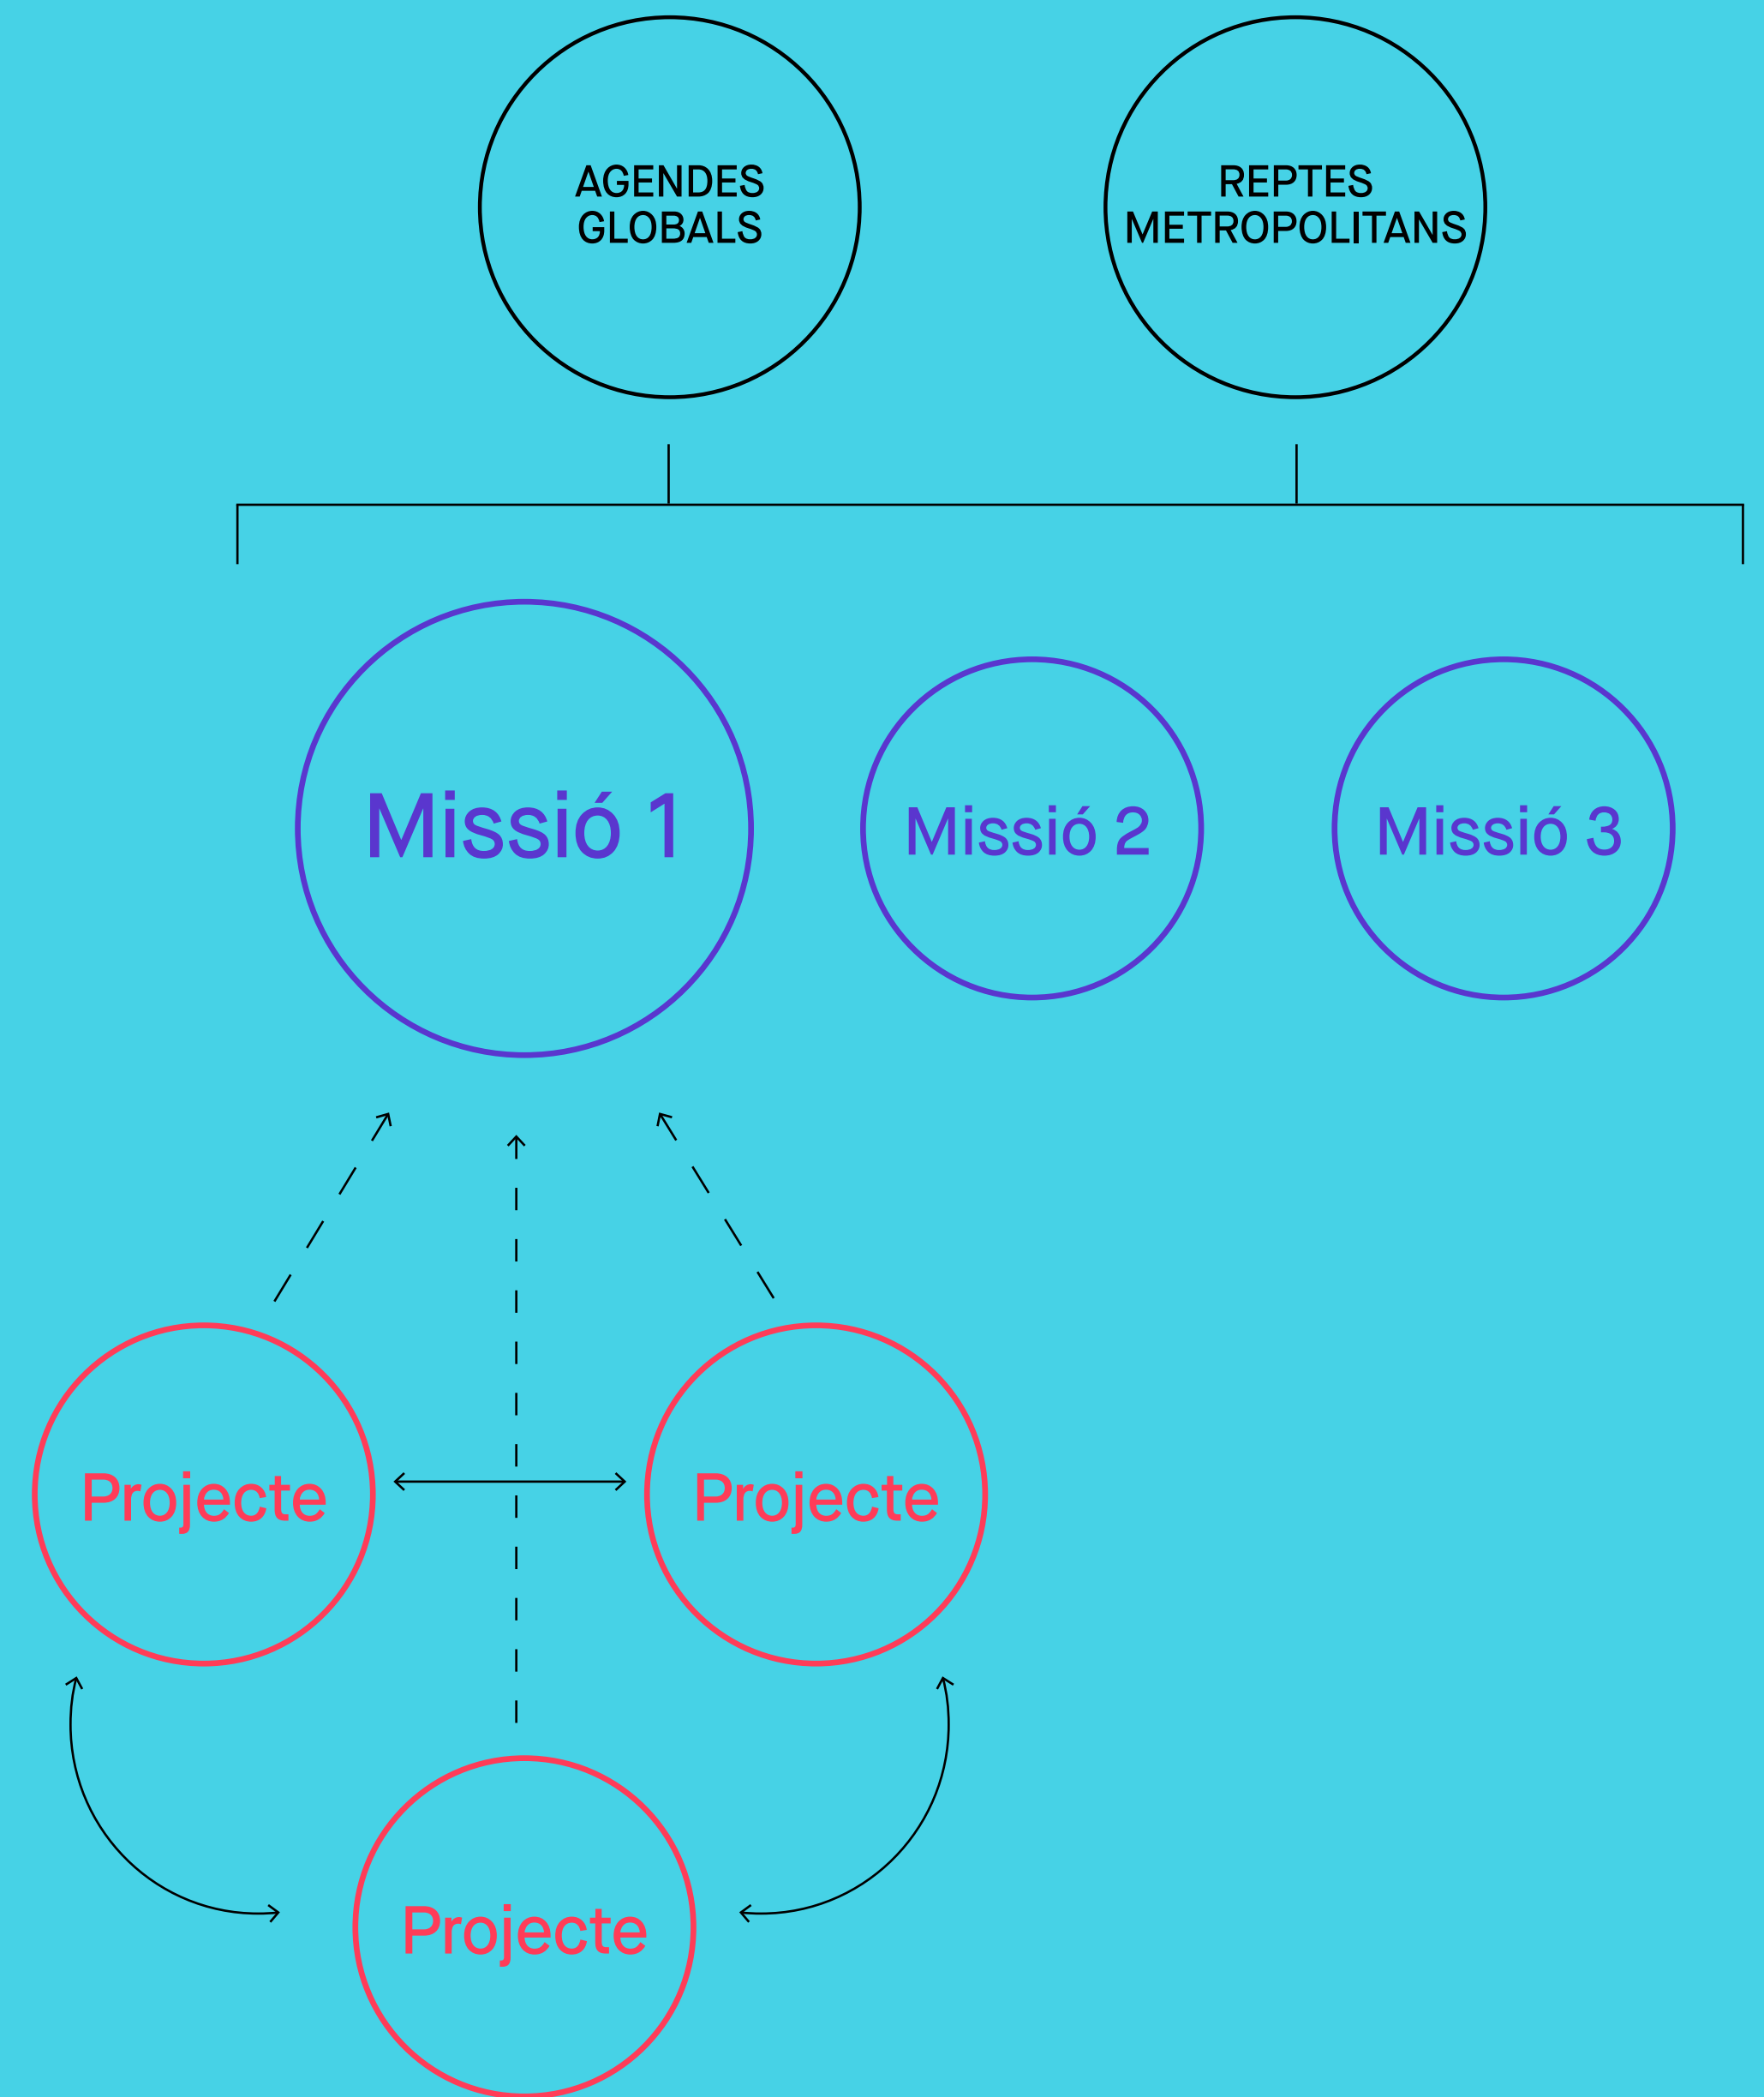 AGENDES
GLOBALS
REPTES
METROPOLITANS
Missió 1
Missió 2
Missió 3
Projecte
Projecte
Projecte